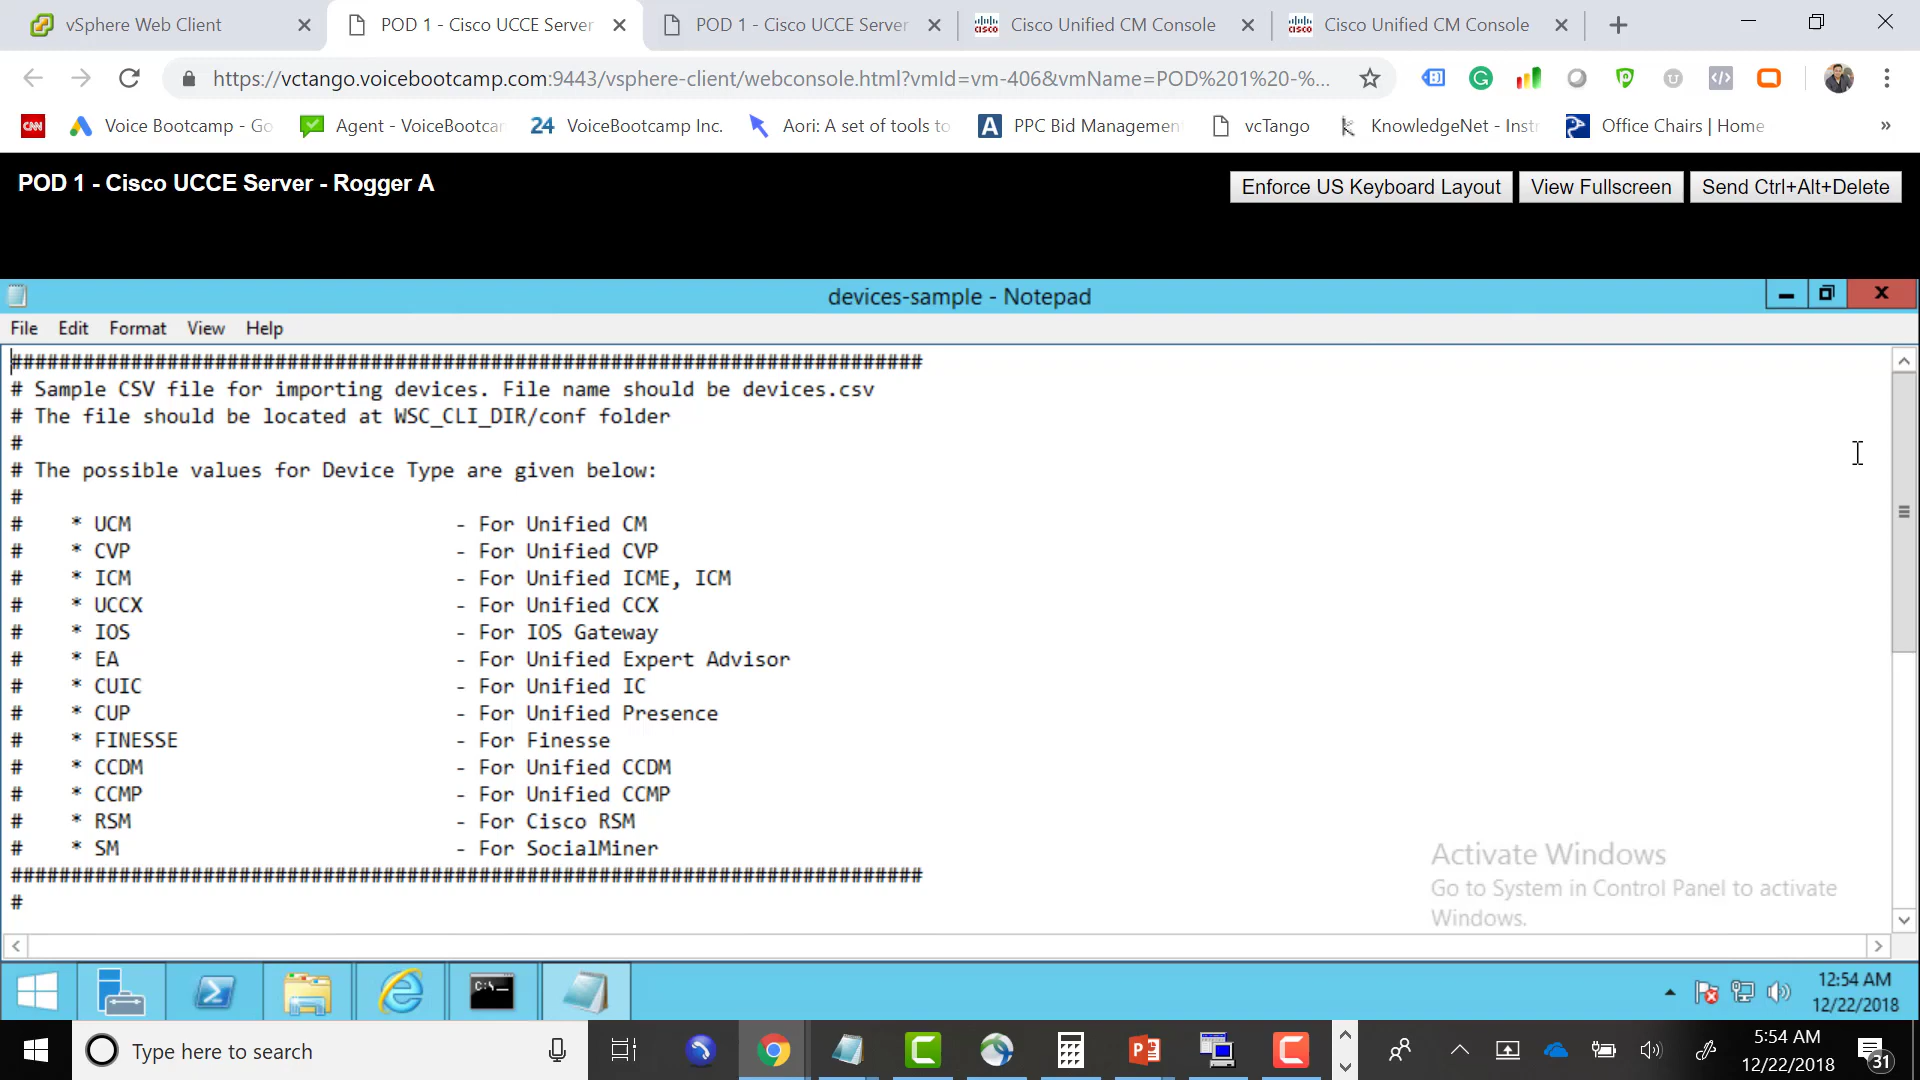 vSphere Web Client
POD 1 - Cisco UCCE Server
POD 1 - Cisco UCCE Server
Cisco Unified CM Console
Cisco Unified CM Console
https://vctango.voicebootcamp.com:9443/vsphere-client/webconsole.html?vmId=vm-406&vmName=POD%201%20-%...
CNN
Voice Bootcamp - Go
Agent - VoiceBootcam
24 VoiceBootcamp Inc.
Aori: A set of tools to
A PPC Bid Management
vcTango
KnowledgeNet - Instr
Office Chairs | Home
»
POD 1 - Cisco UCCE Server - Rogger A
Enforce US Keyboard Layout
View Fullscreen
Send Ctrl+Alt+Delete
devices-sample - Notepad
File Edit Format View Help
############################################################################
# Sample CSV file for importing devices. File name should be devices.csv
# The file should be located at WSC_CLI_DIR/conf folder
#
# The possible values for Device Type are given below:
#
# * UCM - For Unified CM
# * CVP - For Unified CVP
# * ICM - For Unified ICME, ICM
# * UCCX - For Unified CCX
# * IOS - For IOS Gateway
# * EA - For Unified Expert Advisor
# * CUIC - For Unified IC
# * CUP - For Unified Presence
# * FINESSE - For Finesse
# * CCDM - For Unified CCDM
# * CCMP - For Unified CCMP
# * RSM - For Cisco RSM
# * SM - For SocialMiner
############################################################################
#
Activate Windows
Go to System in Control Panel to activate
Windows.
12:54 AM
12/22/2018
Type here to search
5:54 AM
12/22/2018
31